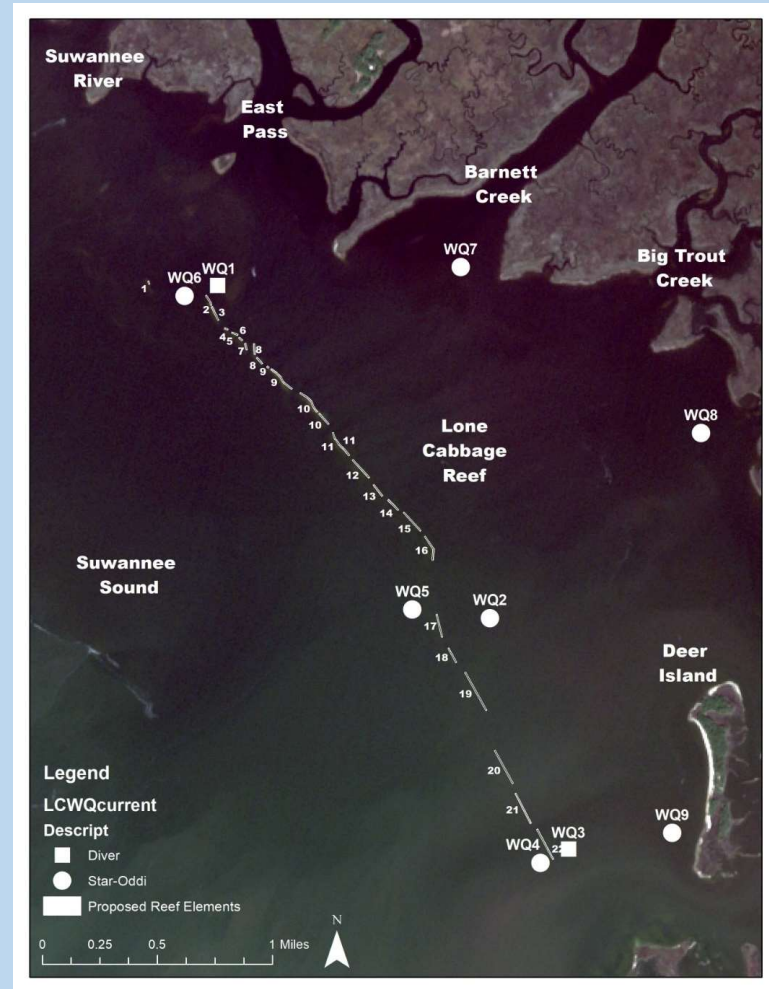 Suwannee
River
East
Pass
Barnett
Creek
Big Trout
Creek
WQ7
WQ6
WQ1
1
2
3
4
5
6
7
8
8
9
9
10
10
WQ8
Lone
Cabbage
Reef
11
11
12
13
14
15
16
Suwannee
Sound
WQ5
WQ2
17
18
19
Deer
Island
20
21
WQ9
WQ3
22
WQ4
Legend
LCWQcurrent
Descript
Diver
Star-Oddi
Proposed Reef Elements
N
0 0.25 0.5 1 Miles